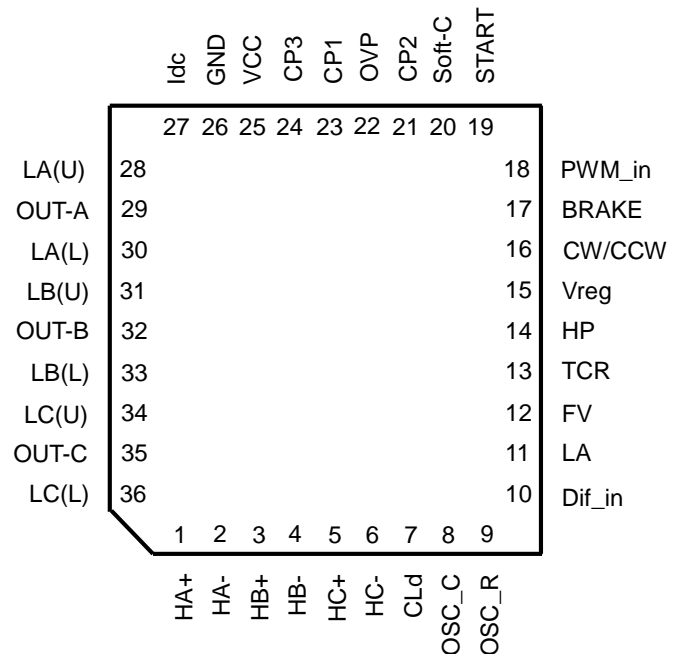 Idc GND VCC CP3 CP1 OVP CP2 Soft-C START
27 26 25 24 23 22 21 20 19
LA(U) 28 18 PWM_in
OUT-A 29 17 BRAKE
LA(L) 30 16 CW/CCW
LB(U) 31 15 Vreg
OUT-B 32 14 HP
LB(L) 33 13 TCR
LC(U) 34 12 FV
OUT-C 35 11 LA
LC(L) 36 10 Dif_in
1 2 3 4 5 6 7 8 9
HA+ HA- HB+ HB- HC+ HC- CLd OSC_C OSC_R